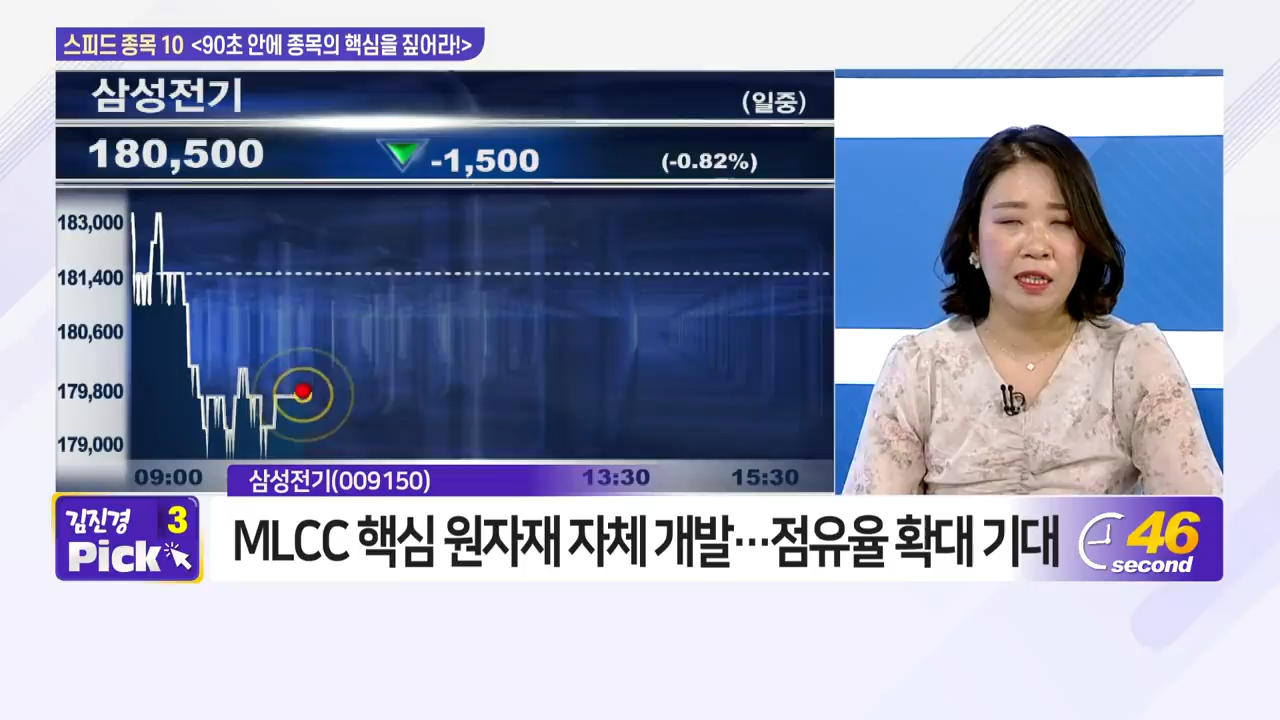 스피드 종목 10 <90초 안에 종목의 핵심을 짚어라!>
삼성전기
(일중)
180,500
-1,500
(-0.82%)
183,000
181,400
180,600
179,800
179,000
09:00
13:30
15:30
삼성전기(009150)
김진경
3
Pick
MLCC 핵심 원자재 자체 개발…점유율 확대 기대
46
second